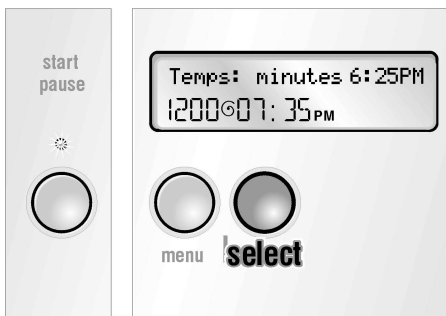 start
pause
Temps: minutes 6:25PM
1200 07:35PM
menu
select